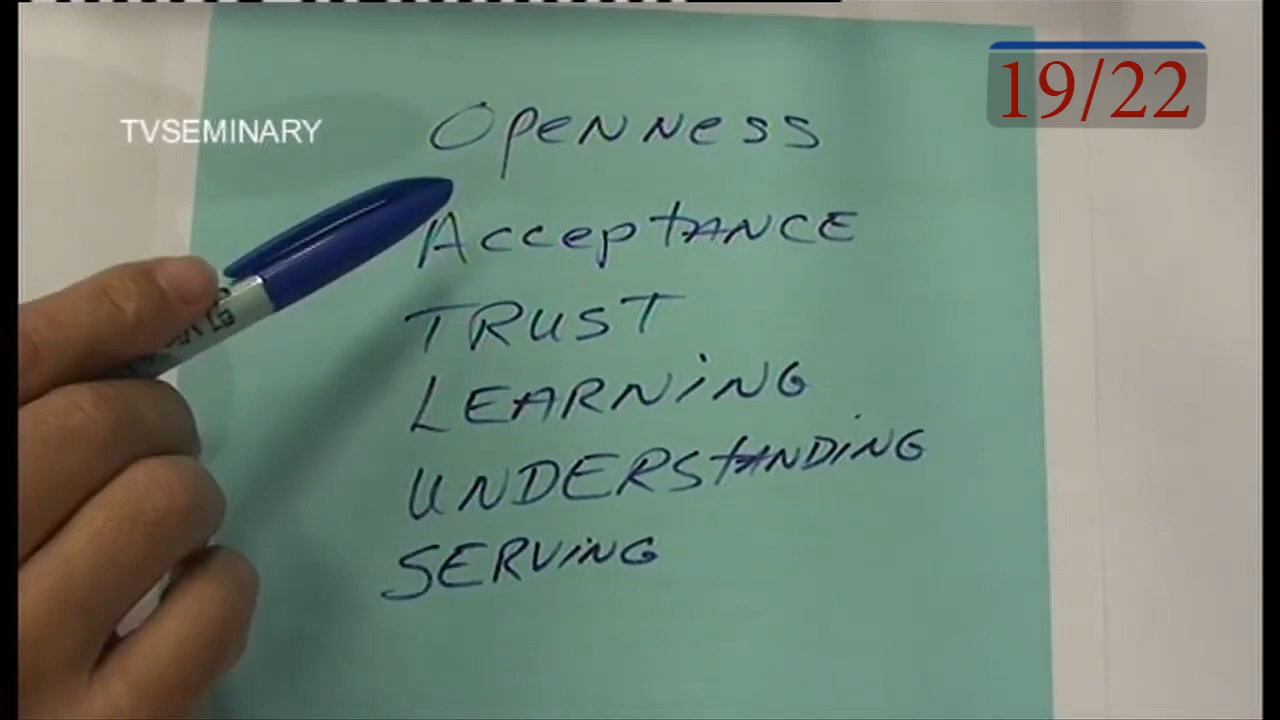 19/22
TVSEMINARY
OPeNNess
AccepTANCE
TRUST
LEARNiNG
UNDERSTANDiNG
SERViNG